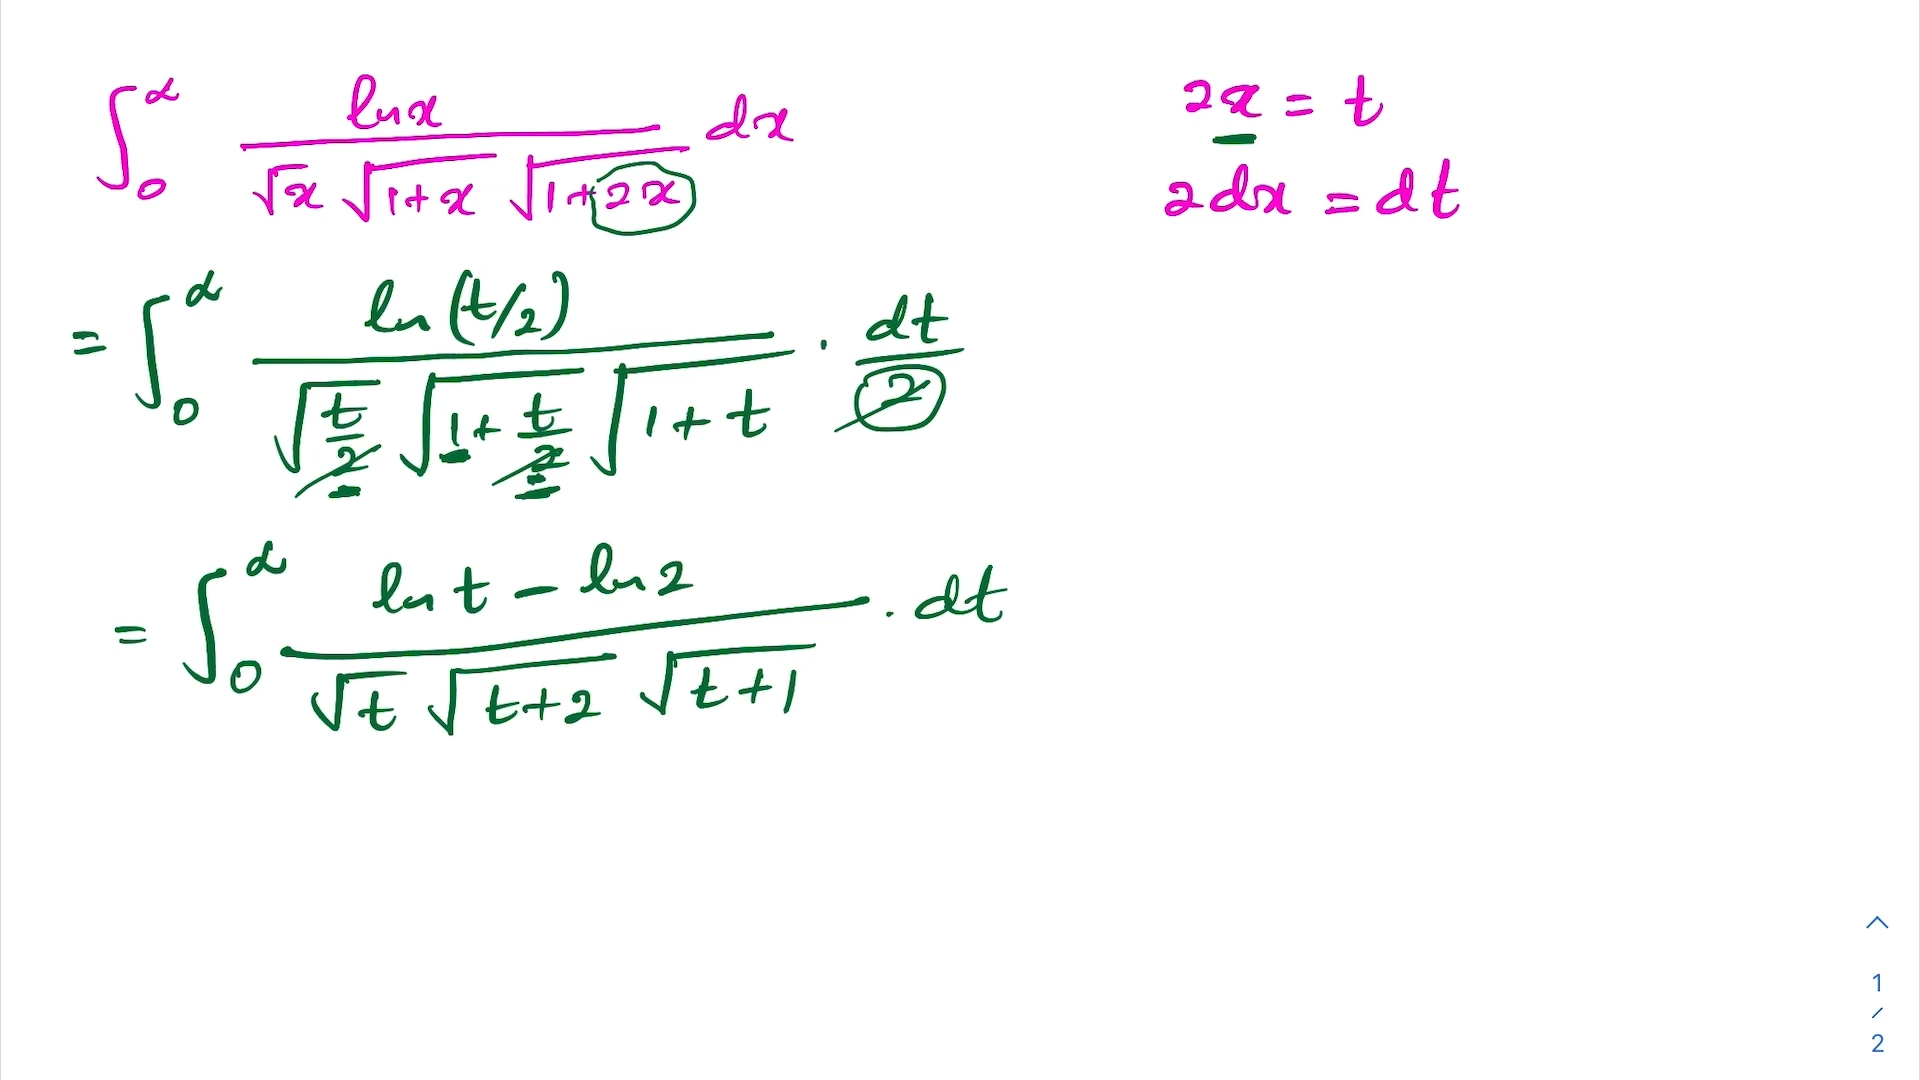 ∫₀^∝ ln x / (√x √(1+x) √(1+2x)) dx
2x = t
2dx = dt
= ∫₀^∝ ln(t/2) / (√(t/2) √(1+t/2) √(1+t)) · dt/2
= ∫₀^∝ (ln t − ln 2) / (√t √(t+2) √(t+1)) · dt
1
/
2